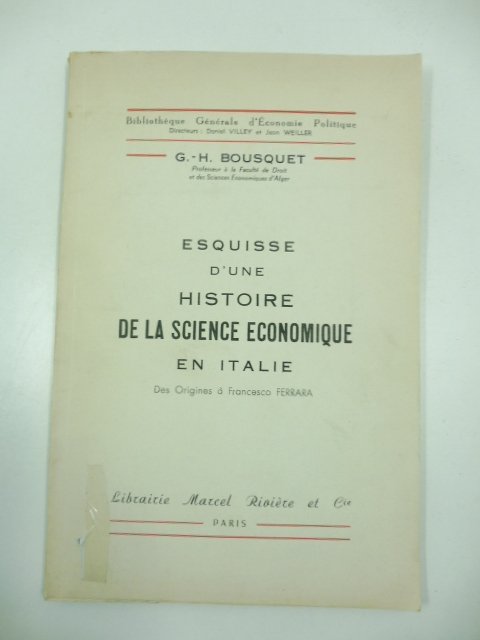 Bibliothèque Générale d'Économie Politique
Directeurs : Daniel VILLEY et Jean WEILLER
G.-H. BOUSQUET
Professeur à la Faculté de Droit
et des Sciences Économiques d'Alger
ESQUISSE
D'UNE
HISTOIRE
DE LA SCIENCE ECONOMIQUE
EN ITALIE
Des Origines à Francesco FERRARA
Librairie Marcel Rivière et Cie
PARIS